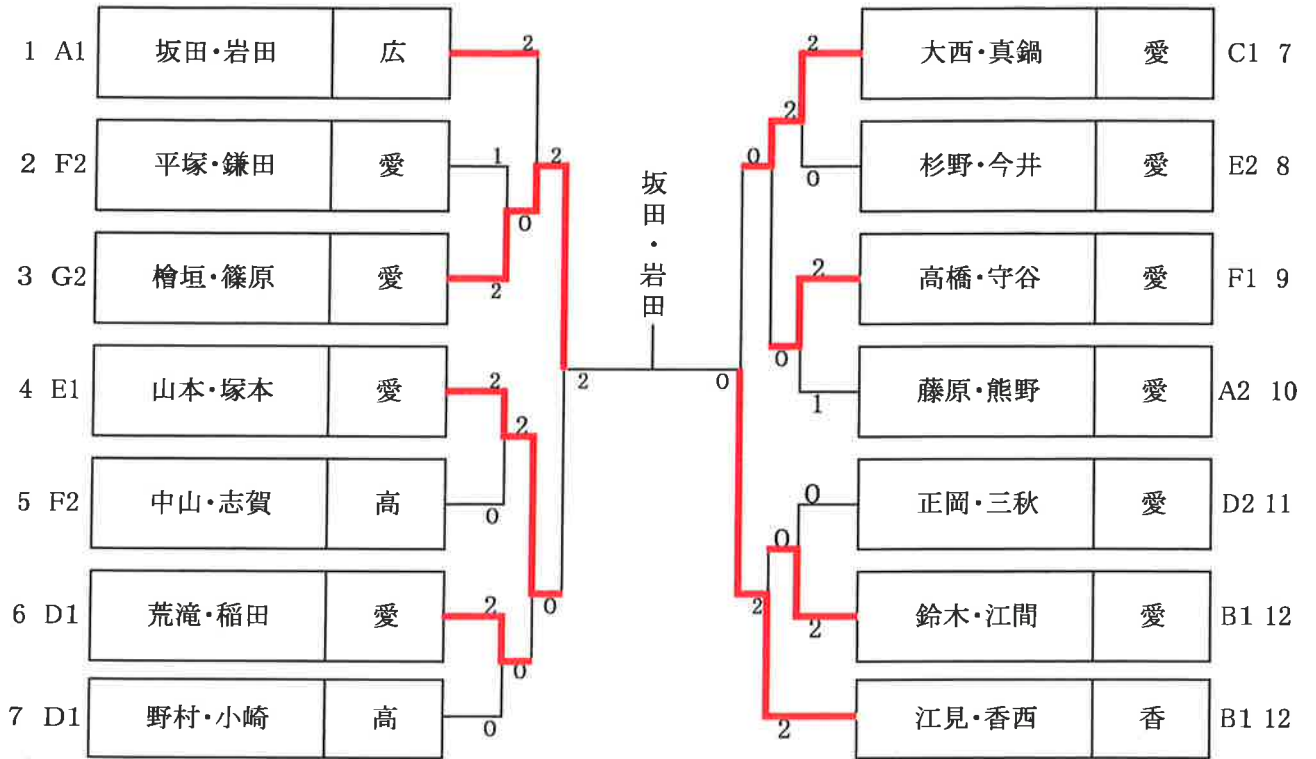 1 A1 坂田・岩田 広 2
2 F2 平塚・鎌田 愛 1 2
0
3 G2 檜垣・篠原 愛 2
4 E1 山本・塚本 愛 2 2
5 F2 中山・志賀 高 0
6 D1 荒滝・稲田 愛 2 0
0
7 D1 野村・小崎 高 0
2 坂田・岩田 0
2 大西・真鍋 愛 C1 7
2
0 0 杉野・今井 愛 E2 8
2 高橋・守谷 愛 F1 9
0
1 藤原・熊野 愛 A2 10
0 正岡・三秋 愛 D2 11
0
2 2 鈴木・江間 愛 B1 12
2 江見・香西 香 B1 12